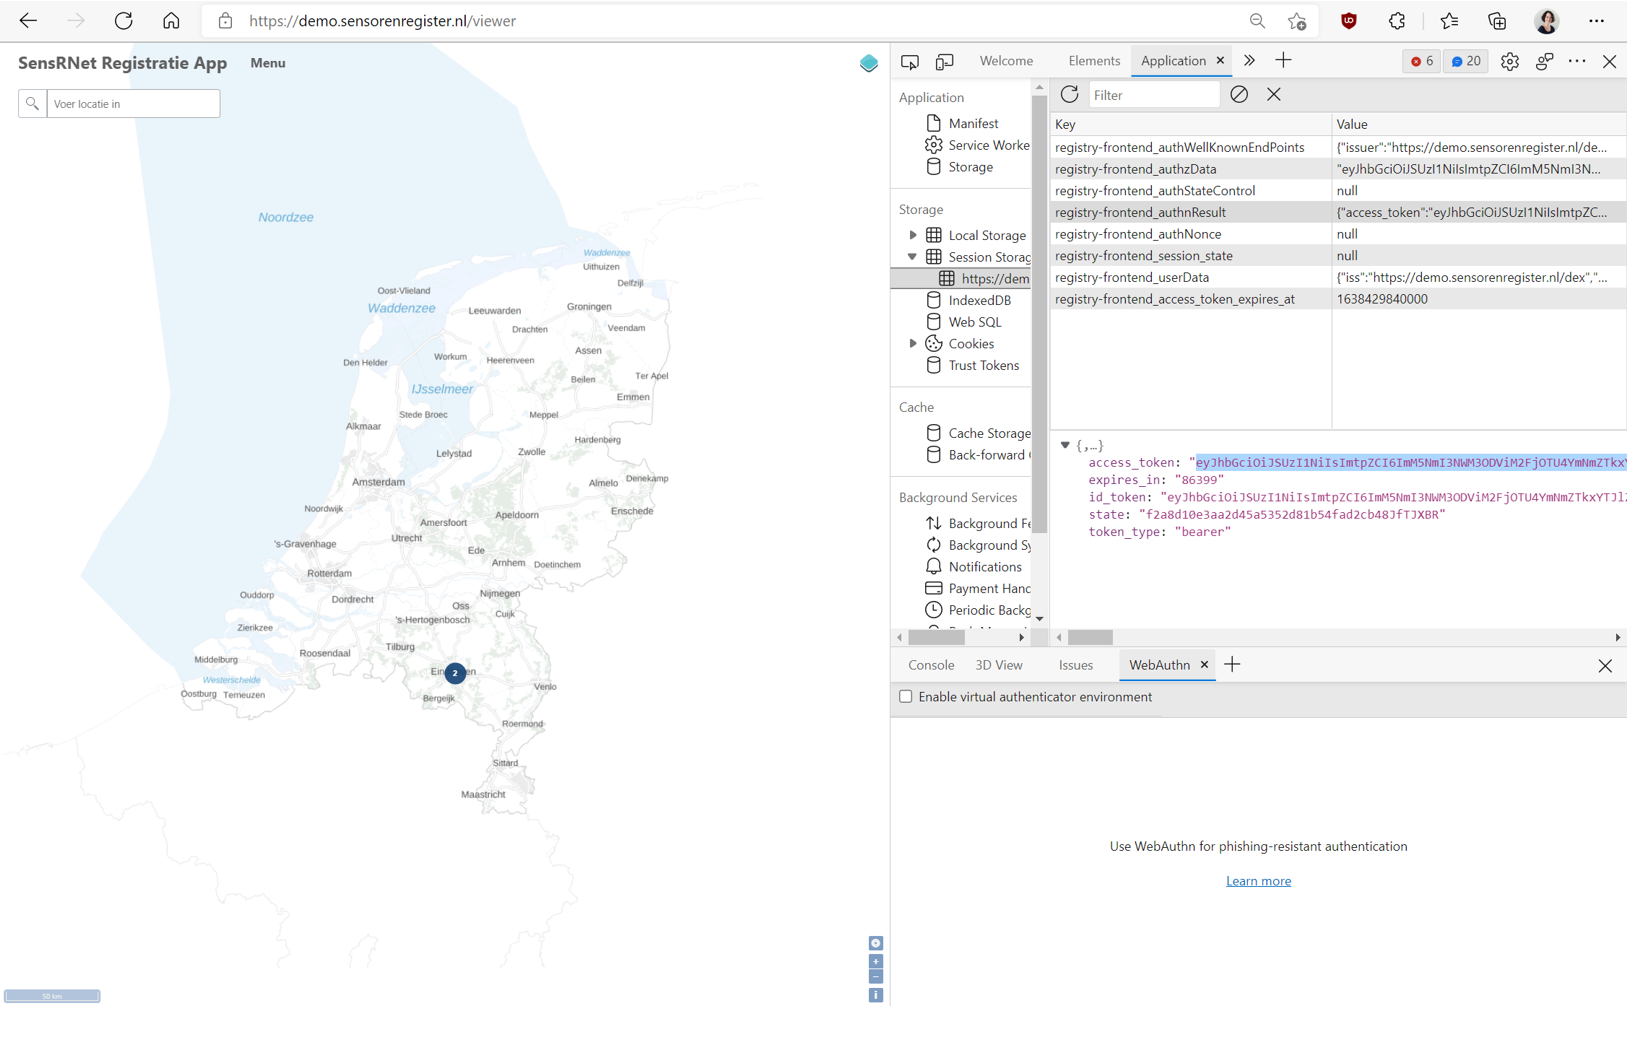 https://demo.sensorenregister.nl/viewer
SensRNet Registratie App
Menu
Voer locatie in
Noordzee
Waddenzee
Uithuizen
Delfzijl
Oost-Vlieland
Waddenzee
Leeuwarden
Groningen
Drachten
Veendam
Den Helder
Workum
Heerenveen
Assen
IJsselmeer
Beilen
Ter Apel
Emmen
Stede Broec
Meppel
Alkmaar
Hardenberg
Lelystad
Zwolle
Amsterdam
Almelo
Denekamp
Noordwijk
Apeldoorn
Enschede
Amersfoort
Utrecht
's-Gravenhage
Ede
Arnhem
Doetinchem
Rotterdam
Ouddorp
Dordrecht
Nijmegen
Oss
Cuijk
's-Hertogenbosch
Zierikzee
Tilburg
Roosendaal
Middelburg
2
Westerschelde
Oostburg
Terneuzen
Bergeijk
Venlo
Roermond
Sittard
Maastricht
50 km
+
−
i
Welcome
Elements
Application
6
20
Application
Manifest
Service Worke
Storage
Storage
Local Storage
Session Storag
https://dem
IndexedDB
Web SQL
Cookies
Trust Tokens
Cache
Cache Storage
Back-forward
Background Services
Background Fe
Background Sy
Notifications
Payment Hand
Periodic Backg
Filter
Key Value
registry-frontend_authWellKnownEndPoints {"issuer":"https://demo.sensorenregister.nl/de...
registry-frontend_authzData "eyJhbGciOiJSUzI1NiIsImtpZCI6ImM5NmI3N...
registry-frontend_authStateControl null
registry-frontend_authnResult {"access_token":"eyJhbGciOiJSUzI1NiIsImtpZC...
registry-frontend_authNonce null
registry-frontend_session_state null
registry-frontend_userData {"iss":"https://demo.sensorenregister.nl/dex","...
registry-frontend_access_token_expires_at 1638429840000
{,…}
access_token: "eyJhbGciOiJSUzI1NiIsImtpZCI6ImM5NmI3NWM3ODViM2FjOTU4YmNmZTkxY
expires_in: "86399"
id_token: "eyJhbGciOiJSUzI1NiIsImtpZCI6ImM5NmI3NWM3ODViM2FjOTU4YmNmZTkxYTJl
state: "f2a8d10e3aa2d45a5352d81b54fad2cb48JfTJXBR"
token_type: "bearer"
Console
3D View
Issues
WebAuthn
Enable virtual authenticator environment
Use WebAuthn for phishing-resistant authentication
Learn more